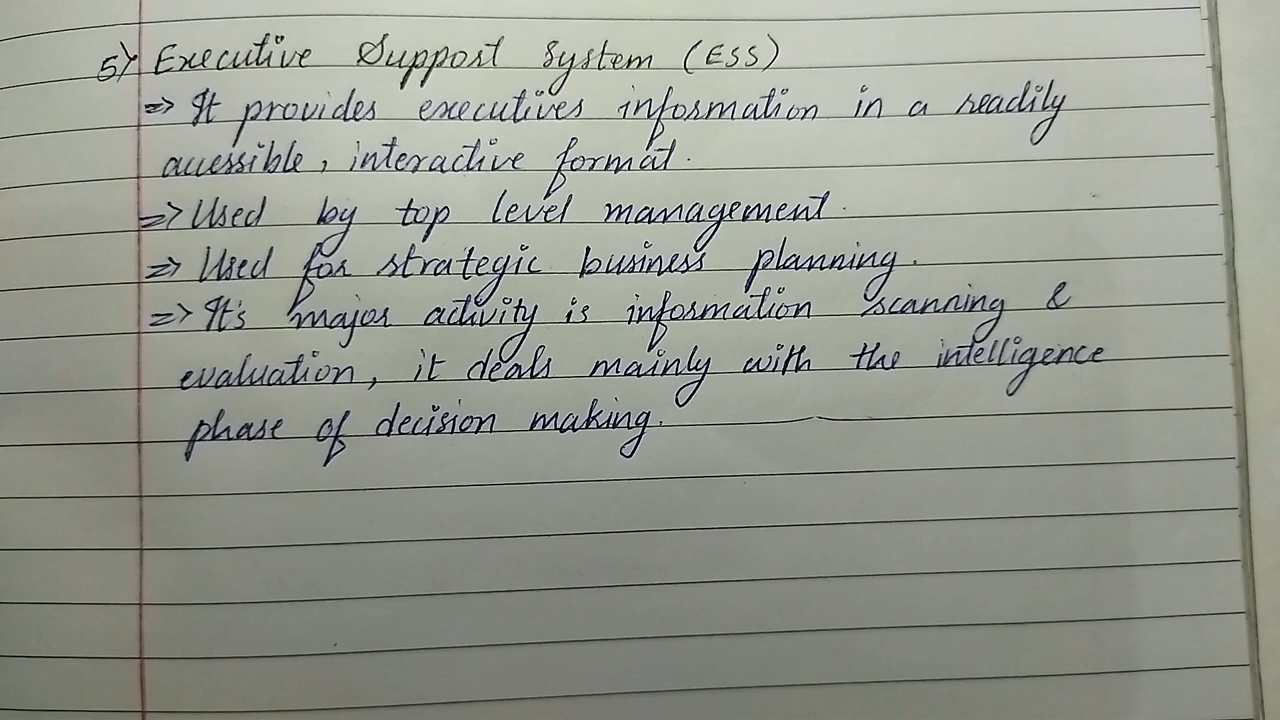 5) Executive Support System (ESS)
=> It provides executives information in a readily
accessible, interactive format.
=> Used by top level management.
=> Used for strategic business planning.
=> It's major activity is information scanning &
evaluation, it deals mainly with the intelligence
phase of decision making.